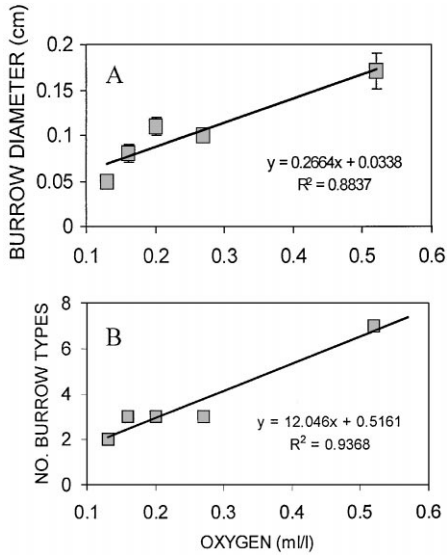 BURROW DIAMETER (cm)
0.2
0.15
0.1
0.05
0
A
y = 0.2664x + 0.0338
R² = 0.8837
0.1 0.2 0.3 0.4 0.5 0.6
NO. BURROW TYPES
8
6
4
2
0
B
y = 12.046x + 0.5161
R² = 0.9368
0.1 0.2 0.3 0.4 0.5 0.6
OXYGEN (ml/l)